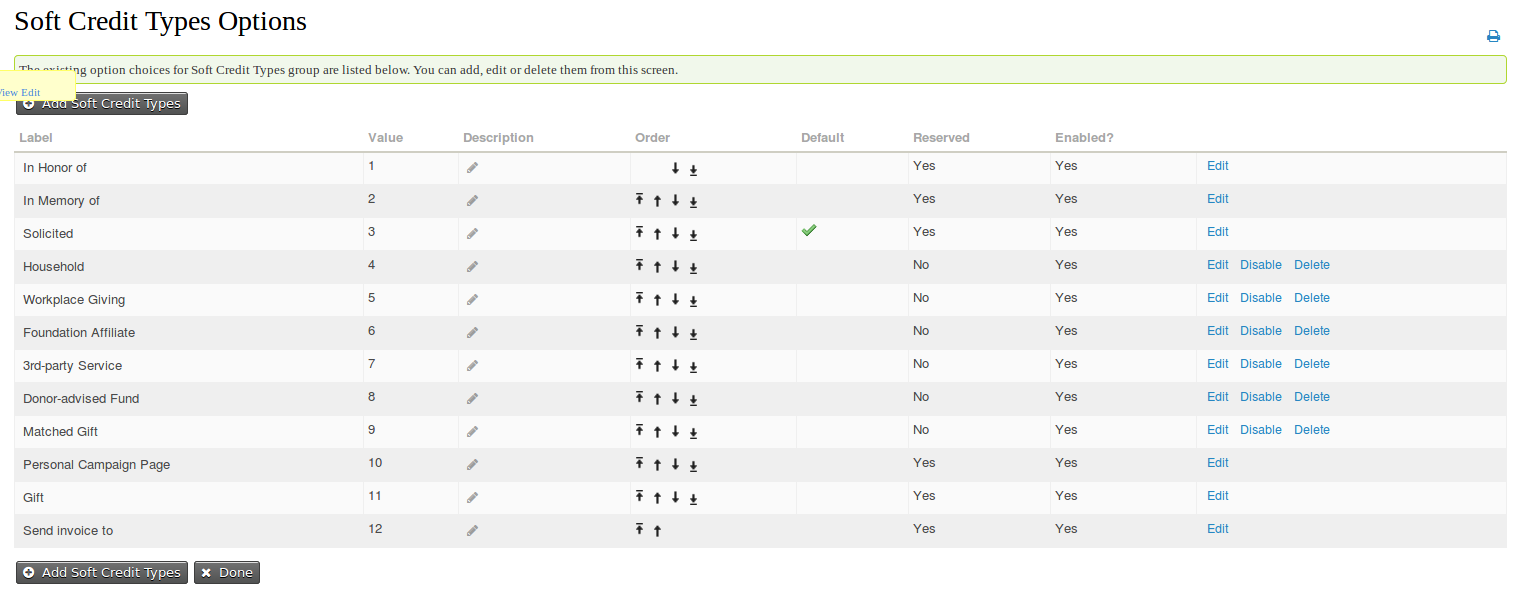 Soft Credit Types Options
The existing option choices for Soft Credit Types group are listed below. You can add, edit or delete them from this screen.
View Edit
Add Soft Credit Types
Label Value Description Order Default Reserved Enabled?
In Honor of 1 Yes Yes Edit
In Memory of 2 Yes Yes Edit
Solicited 3 Yes Yes Edit
Household 4 No Yes Edit Disable Delete
Workplace Giving 5 No Yes Edit Disable Delete
Foundation Affiliate 6 No Yes Edit Disable Delete
3rd-party Service 7 No Yes Edit Disable Delete
Donor-advised Fund 8 No Yes Edit Disable Delete
Matched Gift 9 No Yes Edit Disable Delete
Personal Campaign Page 10 Yes Yes Edit
Gift 11 Yes Yes Edit
Send invoice to 12 Yes Yes Edit
Add Soft Credit Types Done